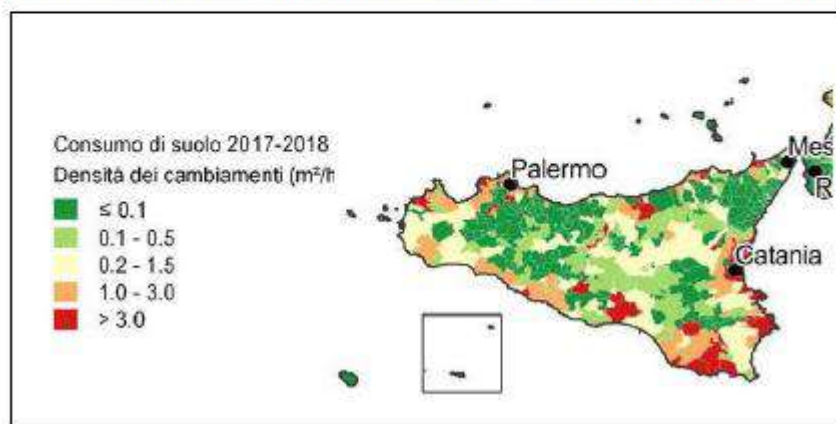 Consumo di suolo 2017-2018
Densità dei cambiamenti (m²/h
≤ 0.1
0.1 - 0.5
0.2 - 1.5
1.0 - 3.0
> 3.0
Palermo
Mes
R
Catania